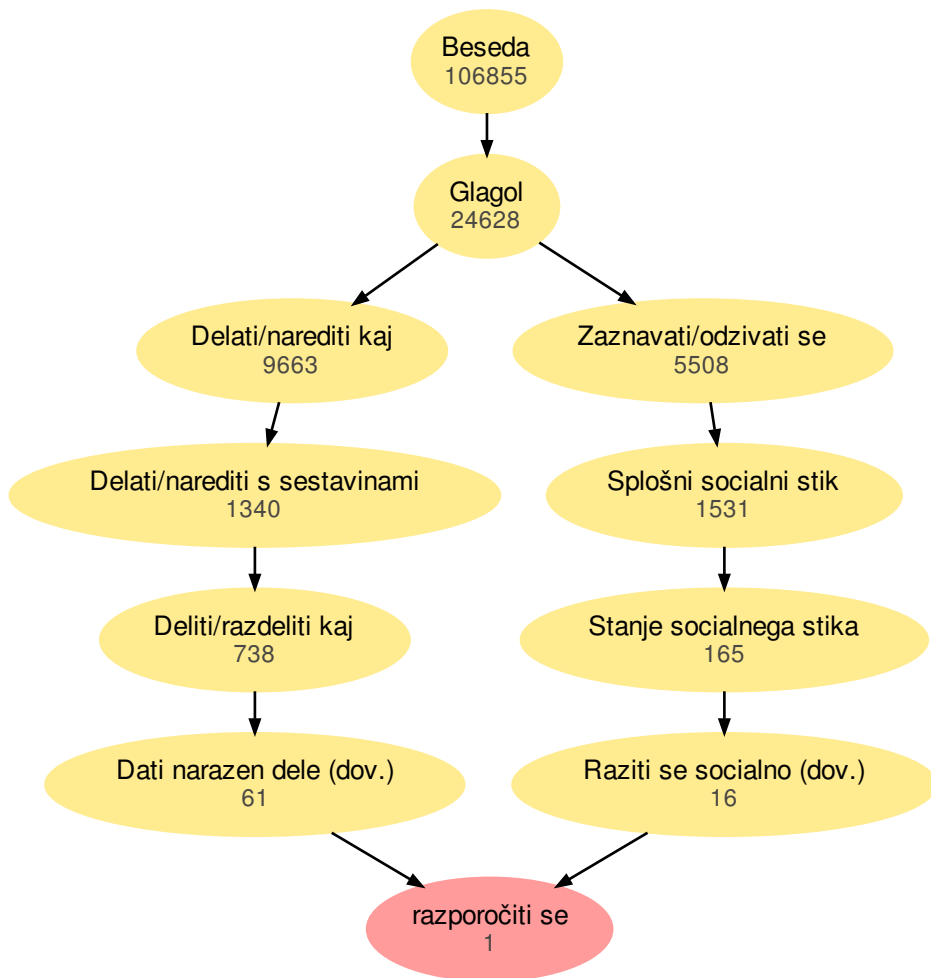 Beseda
106855
Glagol
24628
Delati/narediti kaj
9663
Zaznavati/odzivati se
5508
Delati/narediti s sestavinami
1340
Splošni socialni stik
1531
Deliti/razdeliti kaj
738
Stanje socialnega stika
165
Dati narazen dele (dov.)
61
Raziti se socialno (dov.)
16
razporočiti se
1